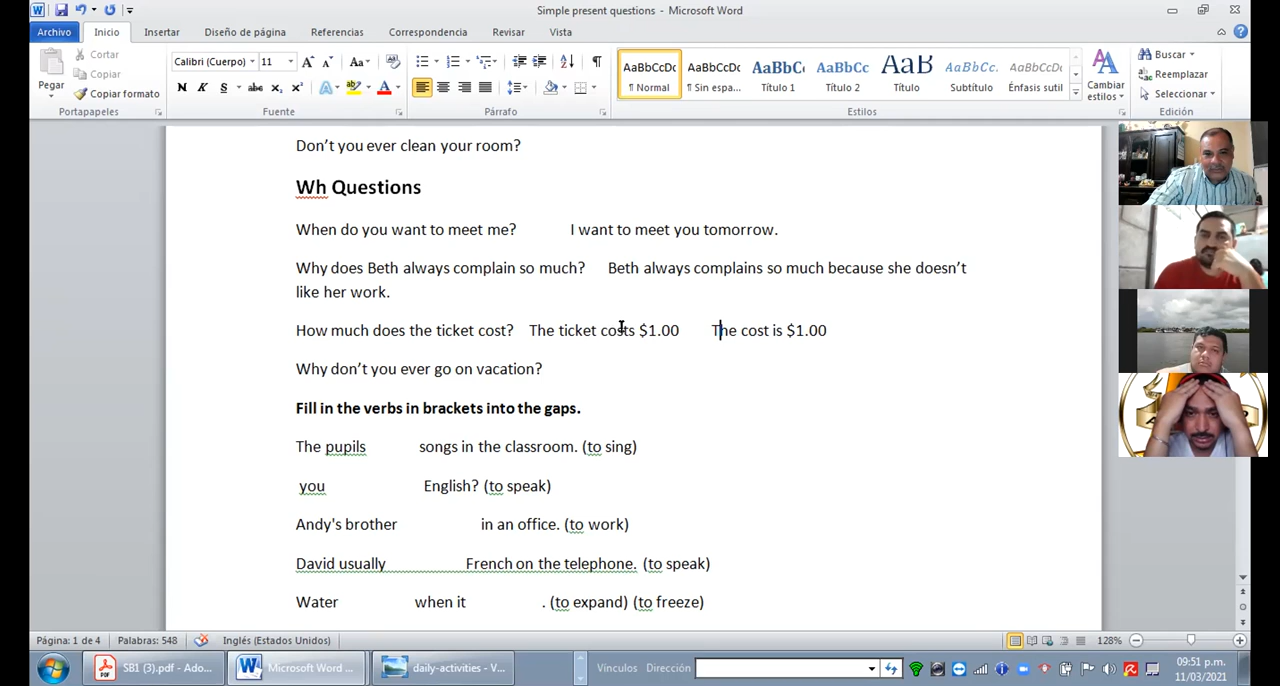 Simple present questions - Microsoft Word
Archivo Inicio Insertar Diseño de página Referencias Correspondencia Revisar Vista
Pegar
Cortar
Copiar
Copiar formato
Portapapeles
Calibri (Cuerpo) 11
N K S abc x₂ x²
Fuente
Párrafo
AaBbCcDc AaBbCcDc AaBbC AaBbCc AaB AaBbCc. AaBbCcDc
¶ Normal ¶ Sin espa... Título 1 Título 2 Título Subtítulo Énfasis sutil
Cambiar estilos
Estilos
Buscar
Reemplazar
Seleccionar
Edición
Don't you ever clean your room?
Wh Questions
When do you want to meet me? I want to meet you tomorrow.
Why does Beth always complain so much? Beth always complains so much because she doesn't
like her work.
How much does the ticket cost? The ticket costs $1.00 The cost is $1.00
Why don't you ever go on vacation?
Fill in the verbs in brackets into the gaps.
The pupils songs in the classroom. (to sing)
you English? (to speak)
Andy's brother in an office. (to work)
David usually French on the telephone. (to speak)
Water when it . (to expand) (to freeze)
Página: 1 de 4 Palabras: 548 Inglés (Estados Unidos) 128%
SB1 (3).pdf - Ado... Microsoft Word ... daily-activities - V... Vínculos Dirección
09:51 p.m.
11/03/2021